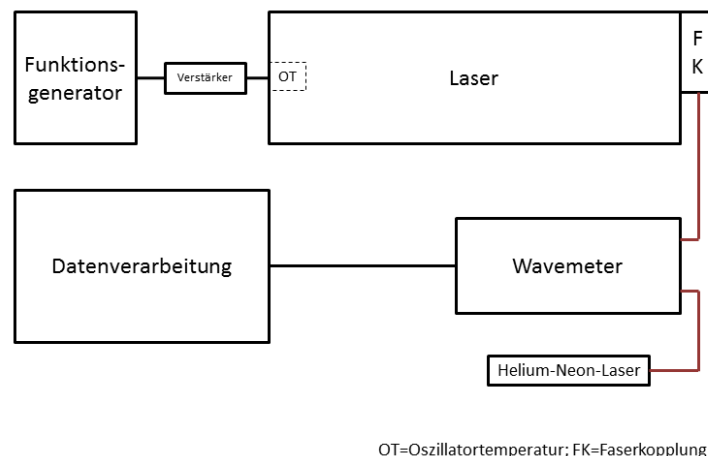 Funktions-
generator
Verstärker
OT
Laser
F
K
Datenverarbeitung
Wavemeter
Helium-Neon-Laser
OT=Oszillatortemperatur; FK=Faserkopplung